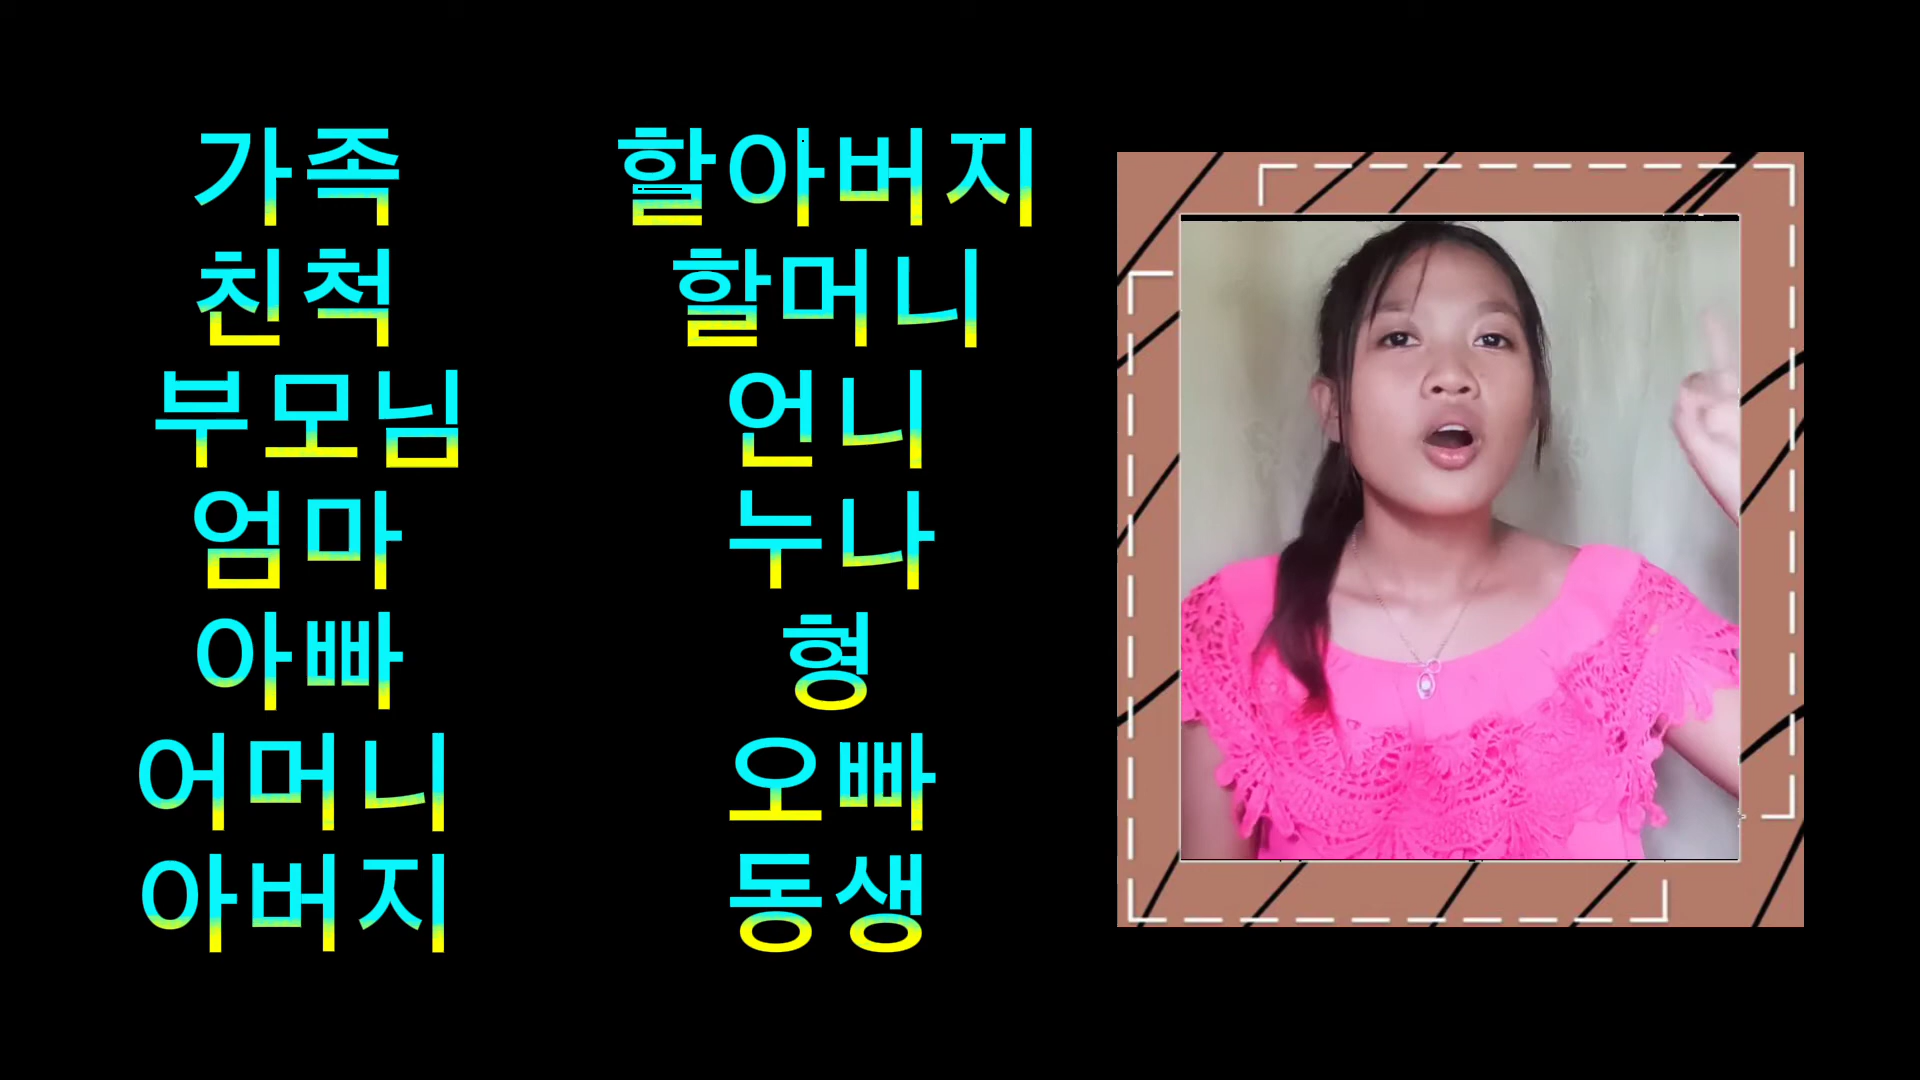 가족
친척
부모님
엄마
아빠
어머니
아버지
할아버지
할머니
언니
누나
형
오빠
동생